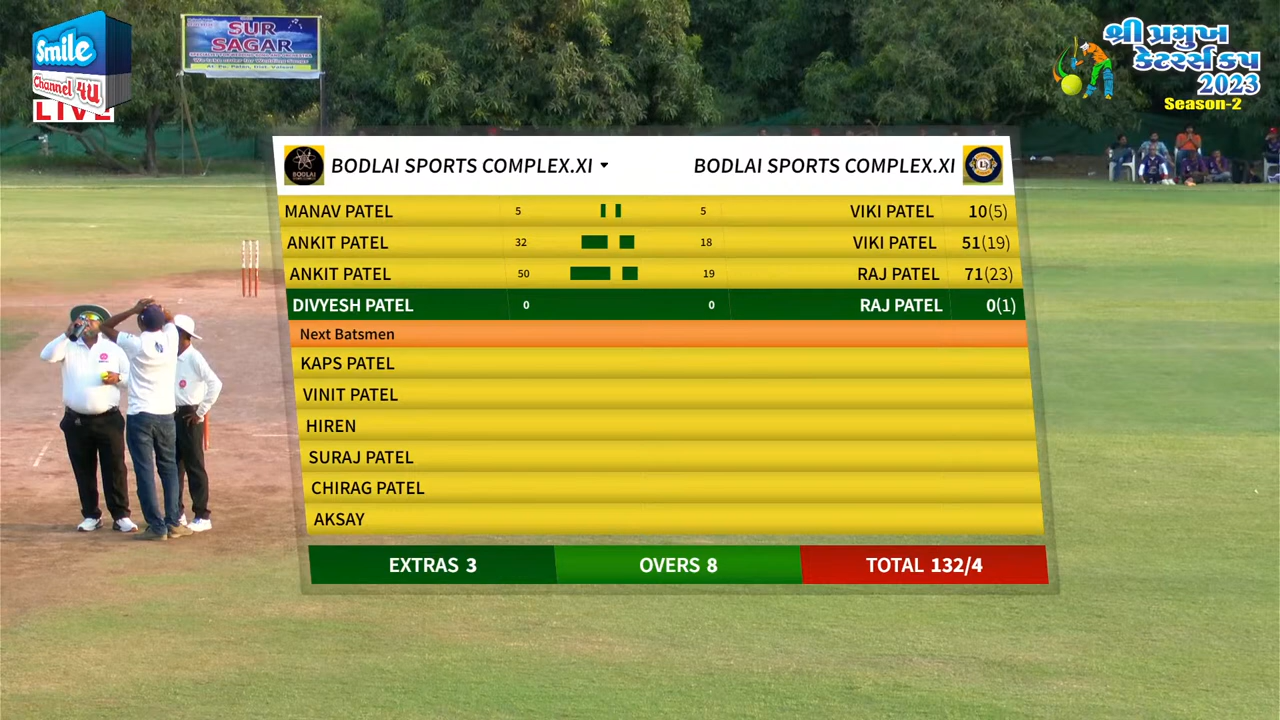 Smile
Channel 4U
LIVE
SUR
SAGAR
શ્રી પ્રમુખ
કેટરર્સ કપ
2023
Season-2
BODLAI SPORTS COMPLEX.XI
BODLAI SPORTS COMPLEX.XI
BODLAI
MANAV PATEL 5 5 VIKI PATEL 10(5)
ANKIT PATEL 32 18 VIKI PATEL 51(19)
ANKIT PATEL 50 19 RAJ PATEL 71(23)
DIVYESH PATEL 0 0 RAJ PATEL 0(1)
Next Batsmen
KAPS PATEL
VINIT PATEL
HIREN
SURAJ PATEL
CHIRAG PATEL
AKSAY
EXTRAS 3 OVERS 8 TOTAL 132/4